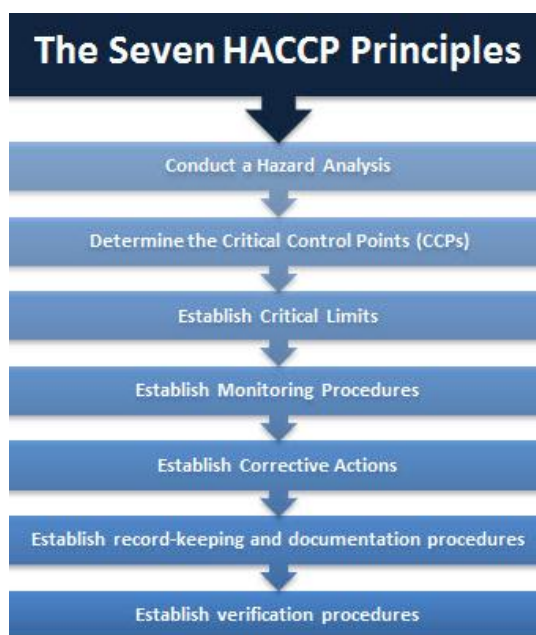 The Seven HACCP Principles
Conduct a Hazard Analysis
Determine the Critical Control Points (CCPs)
Establish Critical Limits
Establish Monitoring Procedures
Establish Corrective Actions
Establish record-keeping and documentation procedures
Establish verification procedures